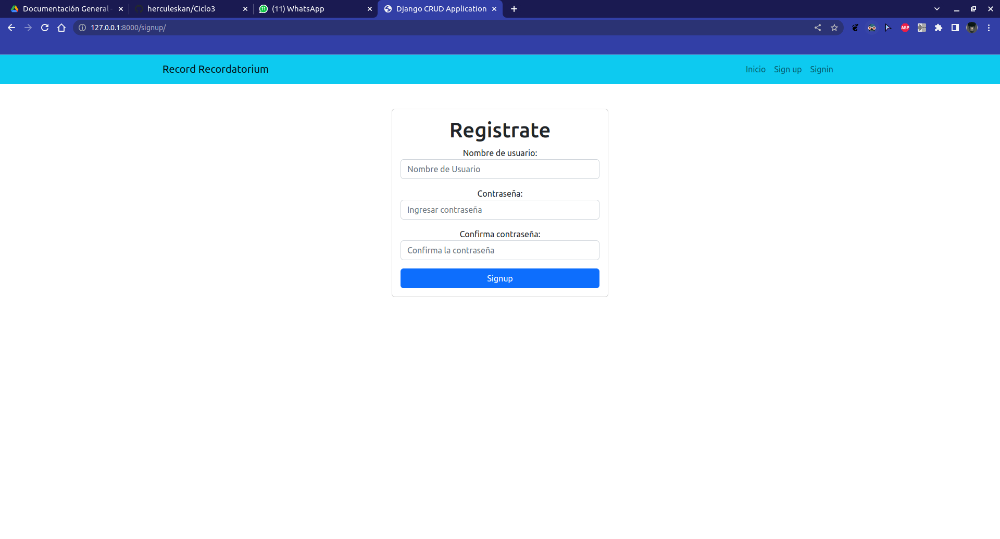 Documentación General -
herculeskan/Ciclo3
(11) WhatsApp
Django CRUD Application
127.0.0.1:8000/signup/
ABP
Record Recordatorium
Inicio
Sign up
Signin
Registrate
Nombre de usuario:
Nombre de Usuario
Contraseña:
Ingresar contraseña
Confirma contraseña:
Confirma la contraseña
Signup